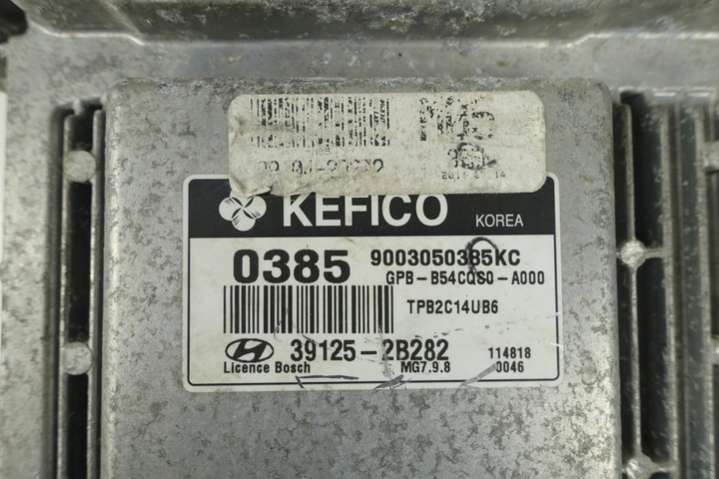 KEFICO KOREA
0385 9003050385KC
GPB-B54CQS0-A000
TPB2C14UB6
39125-2B282 114818
Licence Bosch MG7.9.8 0046